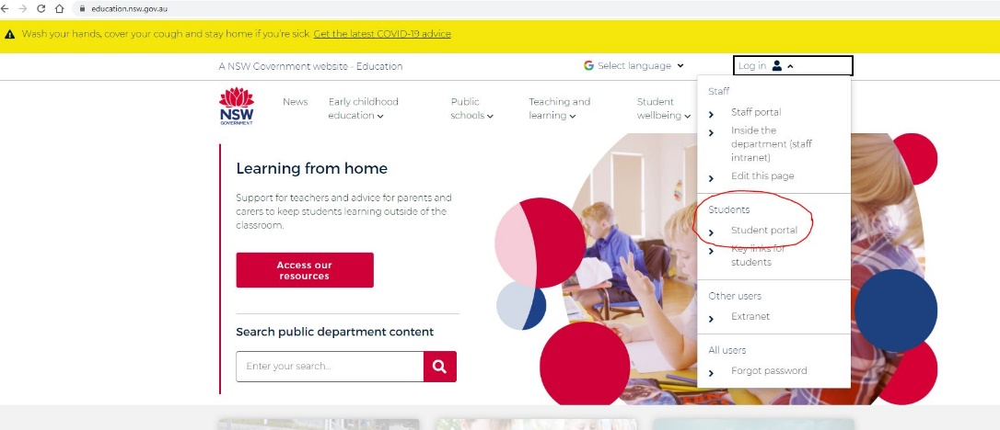 education.nsw.gov.au
Wash your hands, cover your cough and stay home if you're sick. Get the latest COVID-19 advice.
A NSW Government website - Education
Select language
Log in
NSW
GOVERNMENT
News
Early childhood
education
Public
schools
Teaching and
learning
Student
wellbeing
Staff
Staff portal
Inside the
department (staff
intranet)
Edit this page
Students
Student portal
Key links for
students
Other users
Extranet
All users
Forgot password
Learning from home
Support for teachers and advice for parents and
carers to keep students learning outside of the
classroom.
Access our
resources
Search public department content
Enter your search...